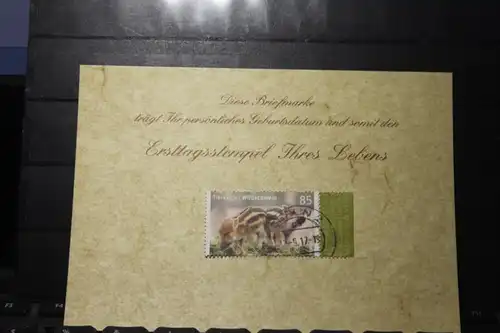 Diese Briefmarke
trägt Ihr persönliches Geburtsdatum und somit den
Ersttagsstempel Ihres Lebens
85